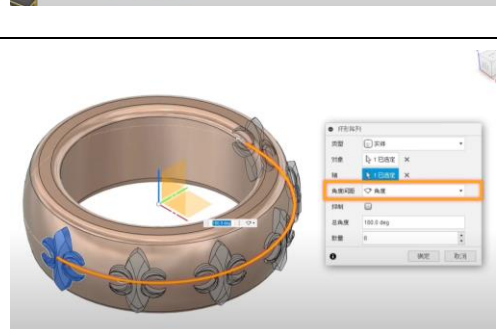 环形阵列
类型 实体
对象 1 已选定 ×
轴 1 已选定 ×
角度间距 角度
抑制
总角度 180.0 deg
数量 6
确定 取消